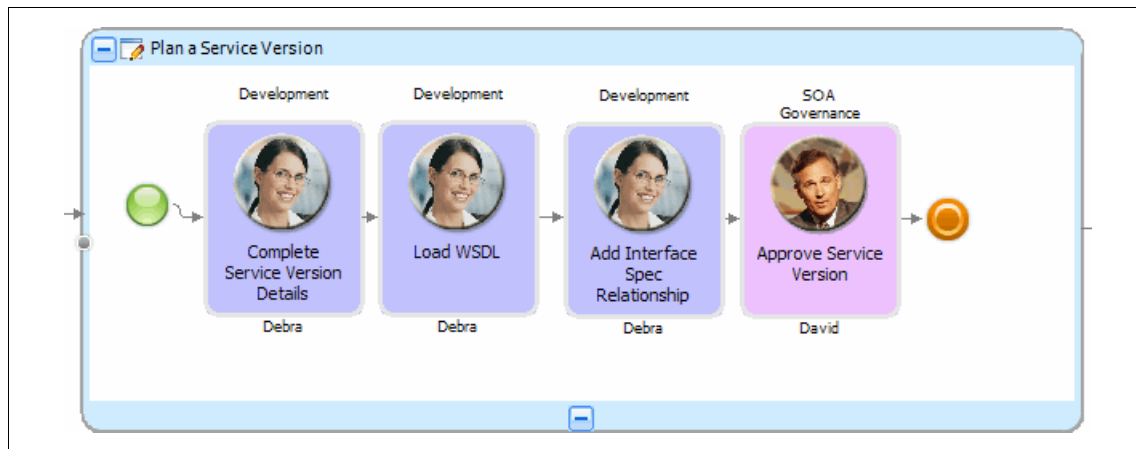 Plan a Service Version
Development
Development
Development
SOA
Governance
Complete
Service Version
Details
Load WSDL
Add Interface
Spec
Relationship
Approve Service
Version
Debra
Debra
Debra
David